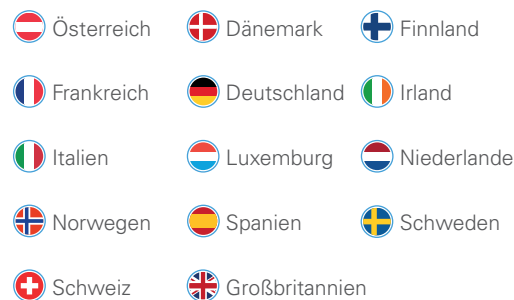 Österreich Dänemark Finnland
Frankreich Deutschland Irland
Italien Luxemburg Niederlande
Norwegen Spanien Schweden
Schweiz Großbritannien